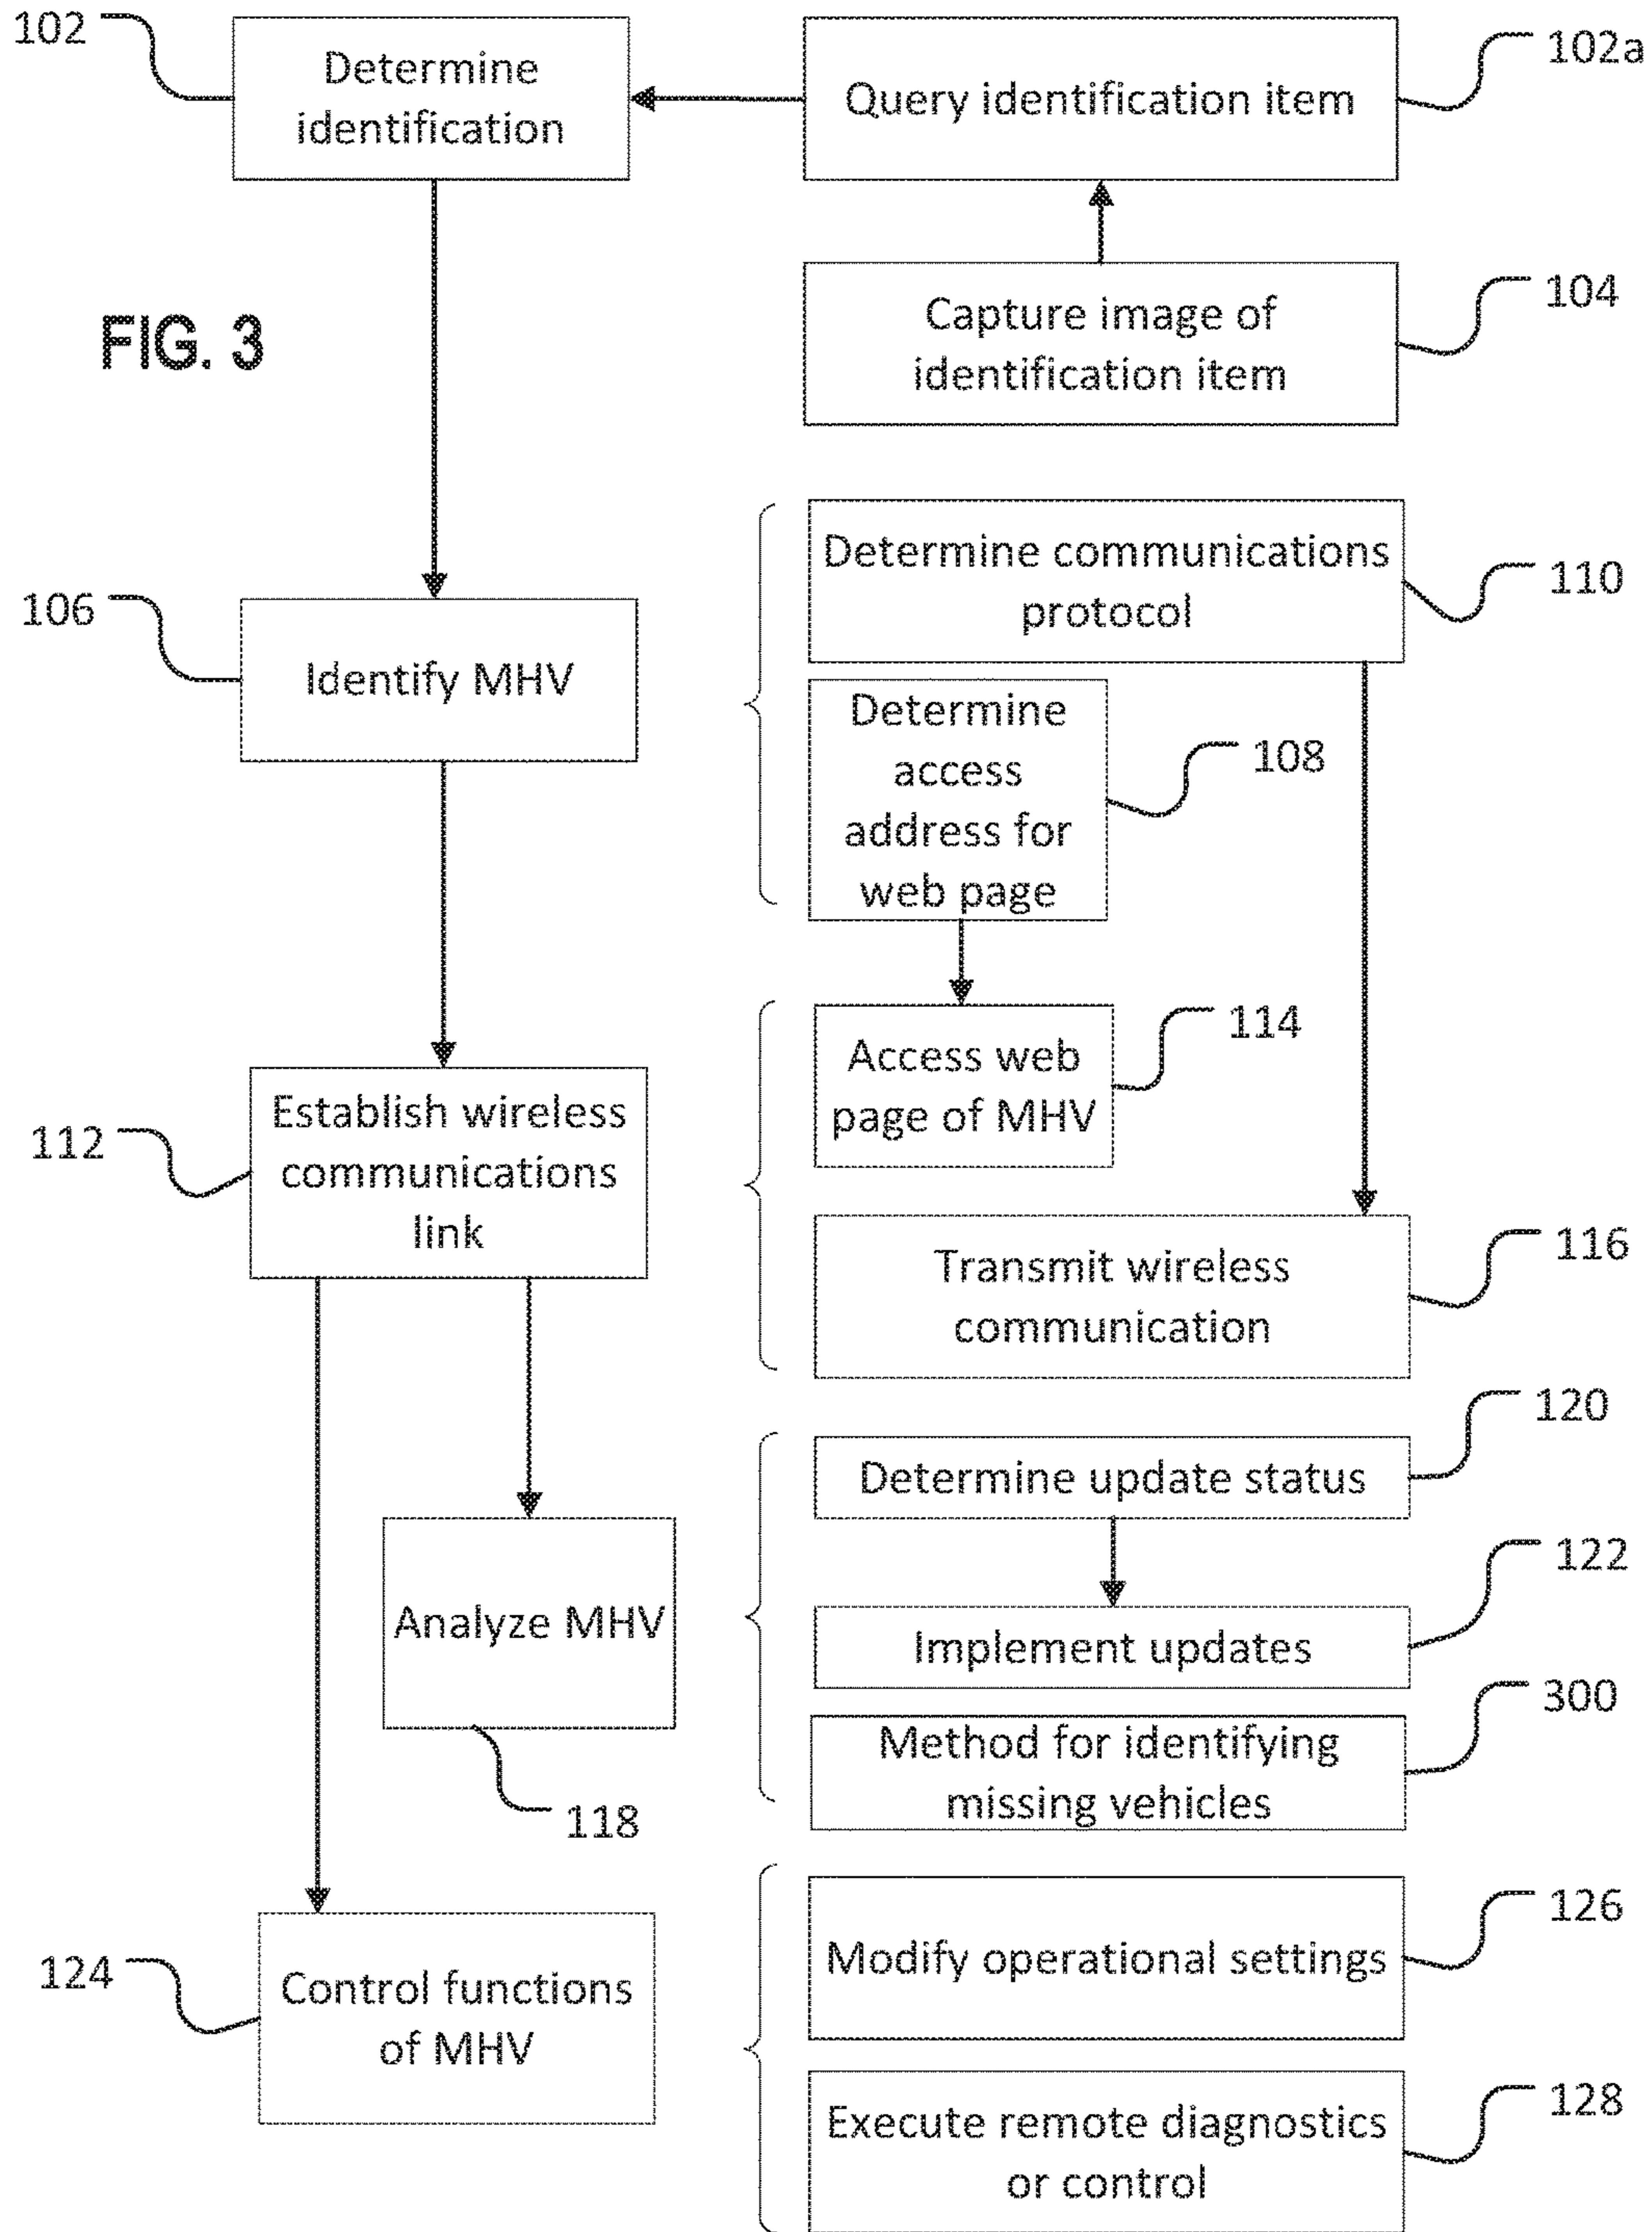 102
Determine
identification
Query identification item
102a
Capture image of
identification item
104
FIG. 3
Determine communications
protocol
110
106
Identify MHV
Determine
access
address for
web page
108
Access web
page of MHV
114
112
Establish wireless
communications
link
Transmit wireless
communication
116
Determine update status
120
Analyze MHV
118
Implement updates
122
Method for identifying
missing vehicles
300
124
Control functions
of MHV
Modify operational settings
126
Execute remote diagnostics
or control
128